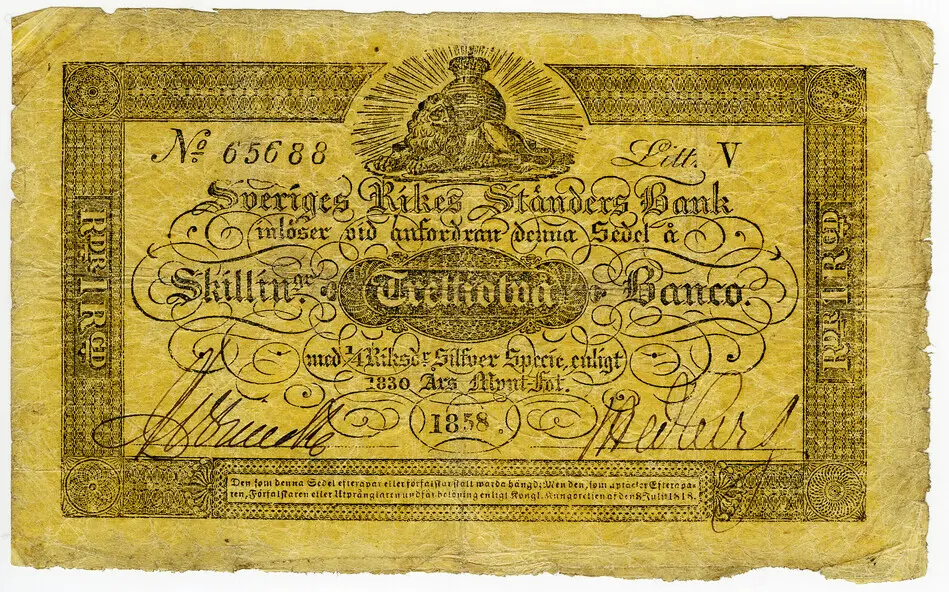 No 65688
Litt. V
Sveriges Rikes Ständers Bank
inlöser vid anfordran denna Sedel å
Skillingr Trettiotvå Banco.
med 1/4 Riksdr Silfver Specie, enligt
1830 Års Mynt-Fot.
1858.
RDR 1 RGD
RDR 1 RGD
Den som denna Sedel efterapar eller förfalskar skall warda hängd; Men den, som uptäcker Efterapa-
ren, Förfalskaren eller Utprånglaren undfår belöning enligt Kongl. Kungörelsen af den 8 Julii 1818.